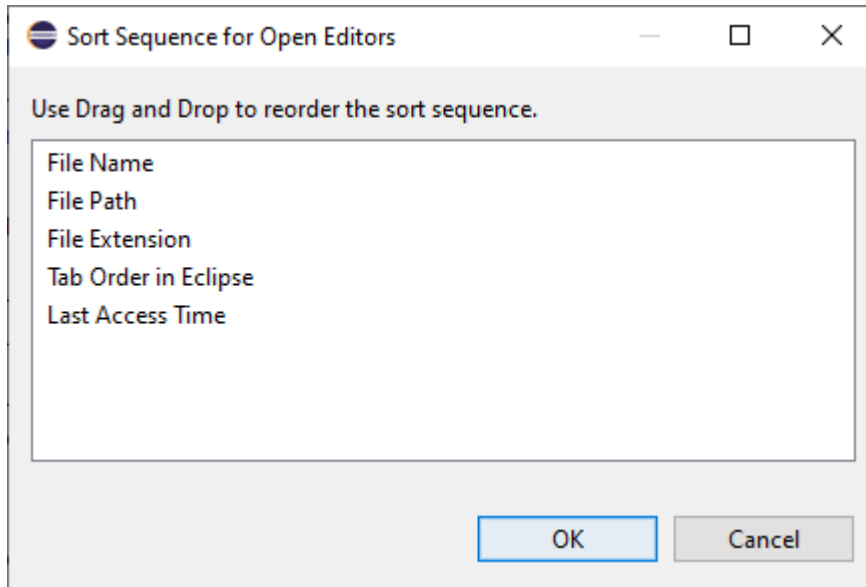 Sort Sequence for Open Editors
Use Drag and Drop to reorder the sort sequence.
File Name
File Path
File Extension
Tab Order in Eclipse
Last Access Time
OK Cancel